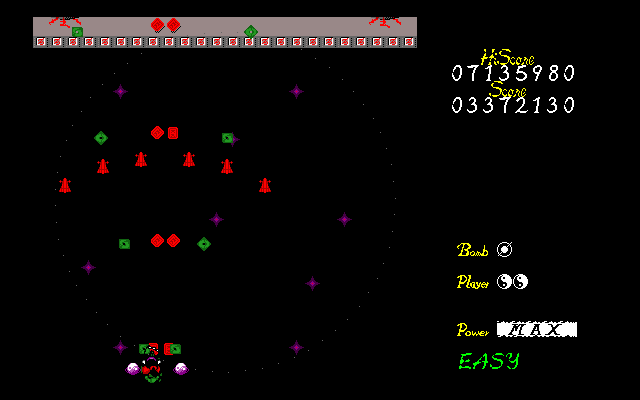 HiScore
07135980
Score
03372130
Bomb
Player
Power MAX
EASY